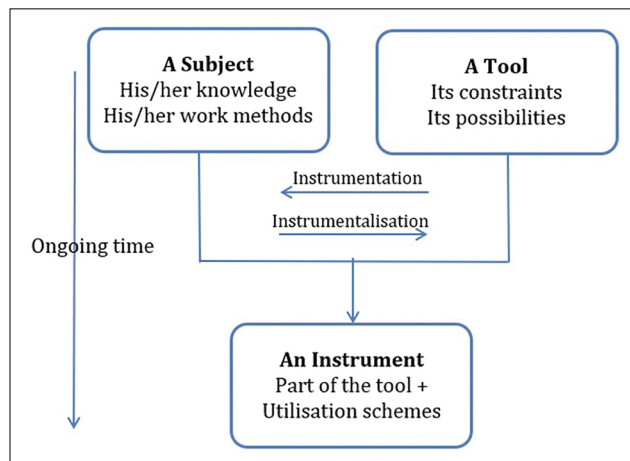 A Subject
His/her knowledge
His/her work methods
A Tool
Its constraints
Its possibilities
Instrumentation
Instrumentalisation
Ongoing time
An Instrument
Part of the tool +
Utilisation schemes